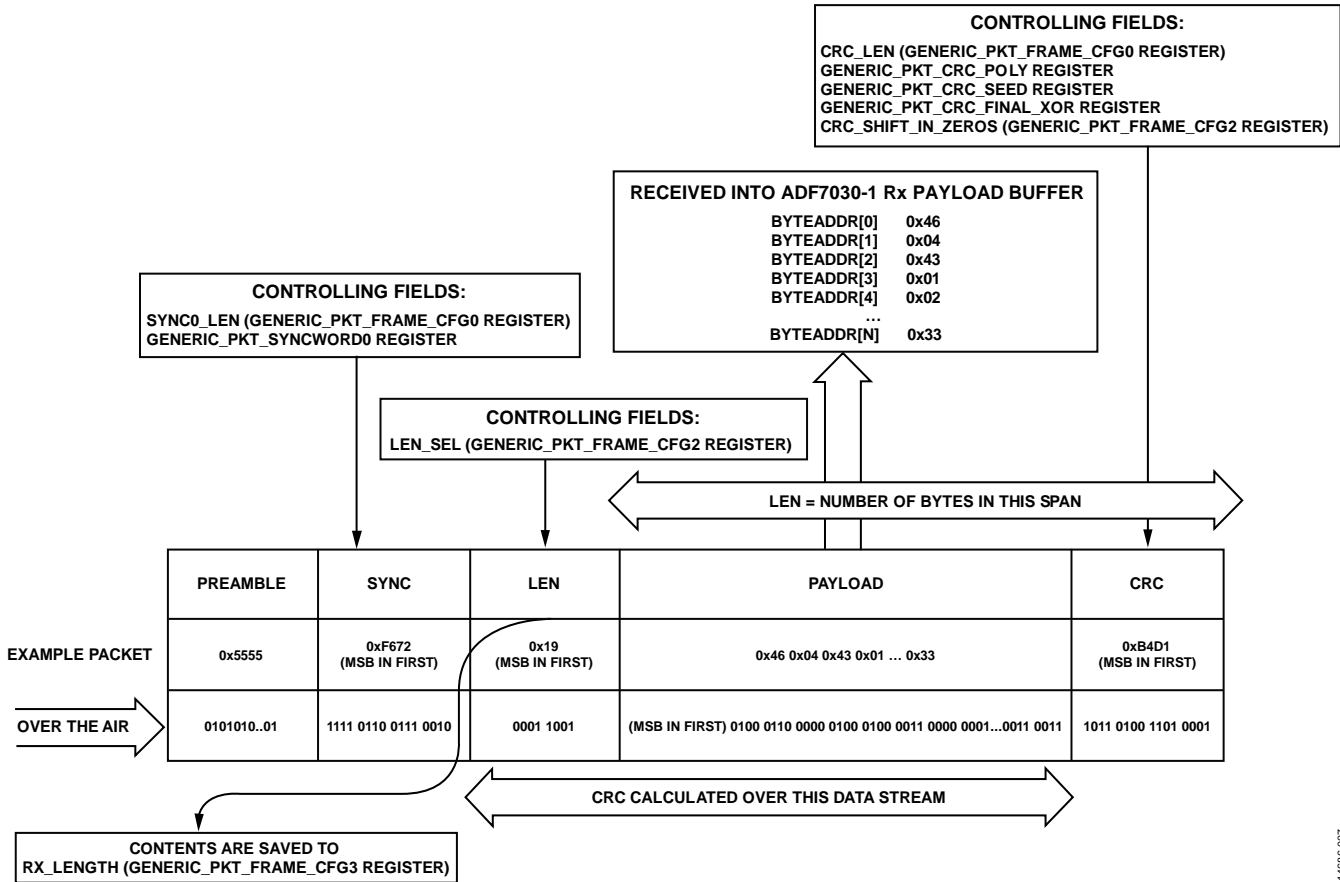 CONTROLLING FIELDS:
CRC_LEN (GENERIC_PKT_FRAME_CFG0 REGISTER)
GENERIC_PKT_CRC_POLY REGISTER
GENERIC_PKT_CRC_SEED REGISTER
GENERIC_PKT_CRC_FINAL_XOR REGISTER
CRC_SHIFT_IN_ZEROS (GENERIC_PKT_FRAME_CFG2 REGISTER)
RECEIVED INTO ADF7030-1 Rx PAYLOAD BUFFER
BYTEADDR[0] 0x46
BYTEADDR[1] 0x04
BYTEADDR[2] 0x43
BYTEADDR[3] 0x01
BYTEADDR[4] 0x02
…
BYTEADDR[N] 0x33
CONTROLLING FIELDS:
SYNC0_LEN (GENERIC_PKT_FRAME_CFG0 REGISTER)
GENERIC_PKT_SYNCWORD0 REGISTER
CONTROLLING FIELDS:
LEN_SEL (GENERIC_PKT_FRAME_CFG2 REGISTER)
LEN = NUMBER OF BYTES IN THIS SPAN
PREAMBLE SYNC LEN PAYLOAD CRC
EXAMPLE PACKET 0x5555 0xF672 (MSB IN FIRST) 0x19 (MSB IN FIRST) 0x46 0x04 0x43 0x01 … 0x33 0xB4D1 (MSB IN FIRST)
OVER THE AIR 0101010..01 1111 0110 0111 0010 0001 1001 (MSB IN FIRST) 0100 0110 0000 0100 0100 0011 0000 0001...0011 0011 1011 0100 1101 0001
CRC CALCULATED OVER THIS DATA STREAM
CONTENTS ARE SAVED TO
RX_LENGTH (GENERIC_PKT_FRAME_CFG3 REGISTER)